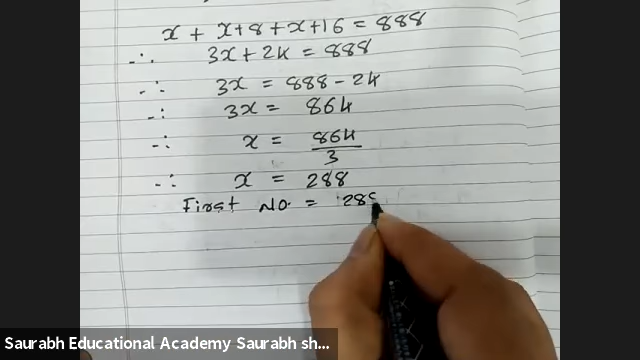 x + x+8 + x+16 = 888
∴ 3x + 24 = 888
∴ 3x = 888 - 24
∴ 3x = 864
∴ x = 864/3
∴ x = 288
First No. = 288
Saurabh Educational Academy Saurabh sh...